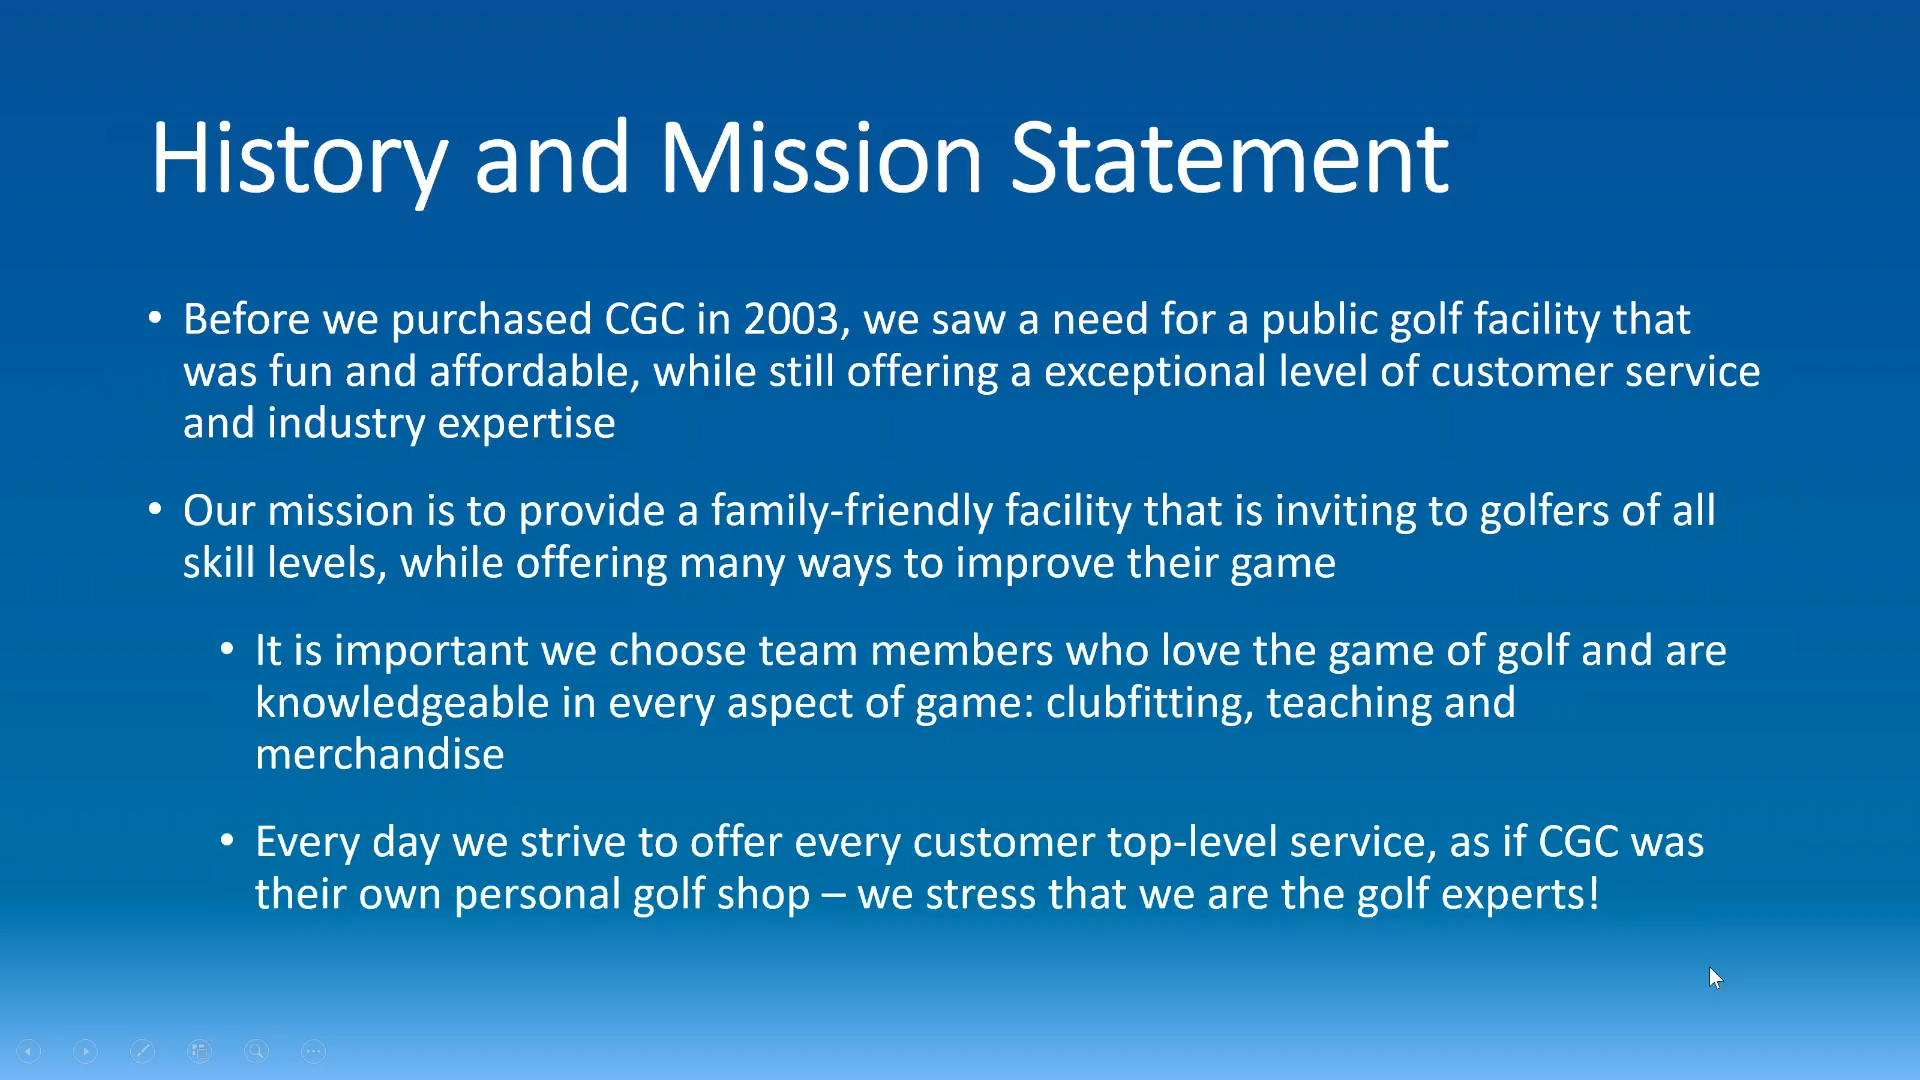 History and Mission Statement
• Before we purchased CGC in 2003, we saw a need for a public golf facility that
was fun and affordable, while still offering a exceptional level of customer service
and industry expertise
• Our mission is to provide a family-friendly facility that is inviting to golfers of all
skill levels, while offering many ways to improve their game
• It is important we choose team members who love the game of golf and are
knowledgeable in every aspect of game: clubfitting, teaching and
merchandise
• Every day we strive to offer every customer top-level service, as if CGC was
their own personal golf shop – we stress that we are the golf experts!